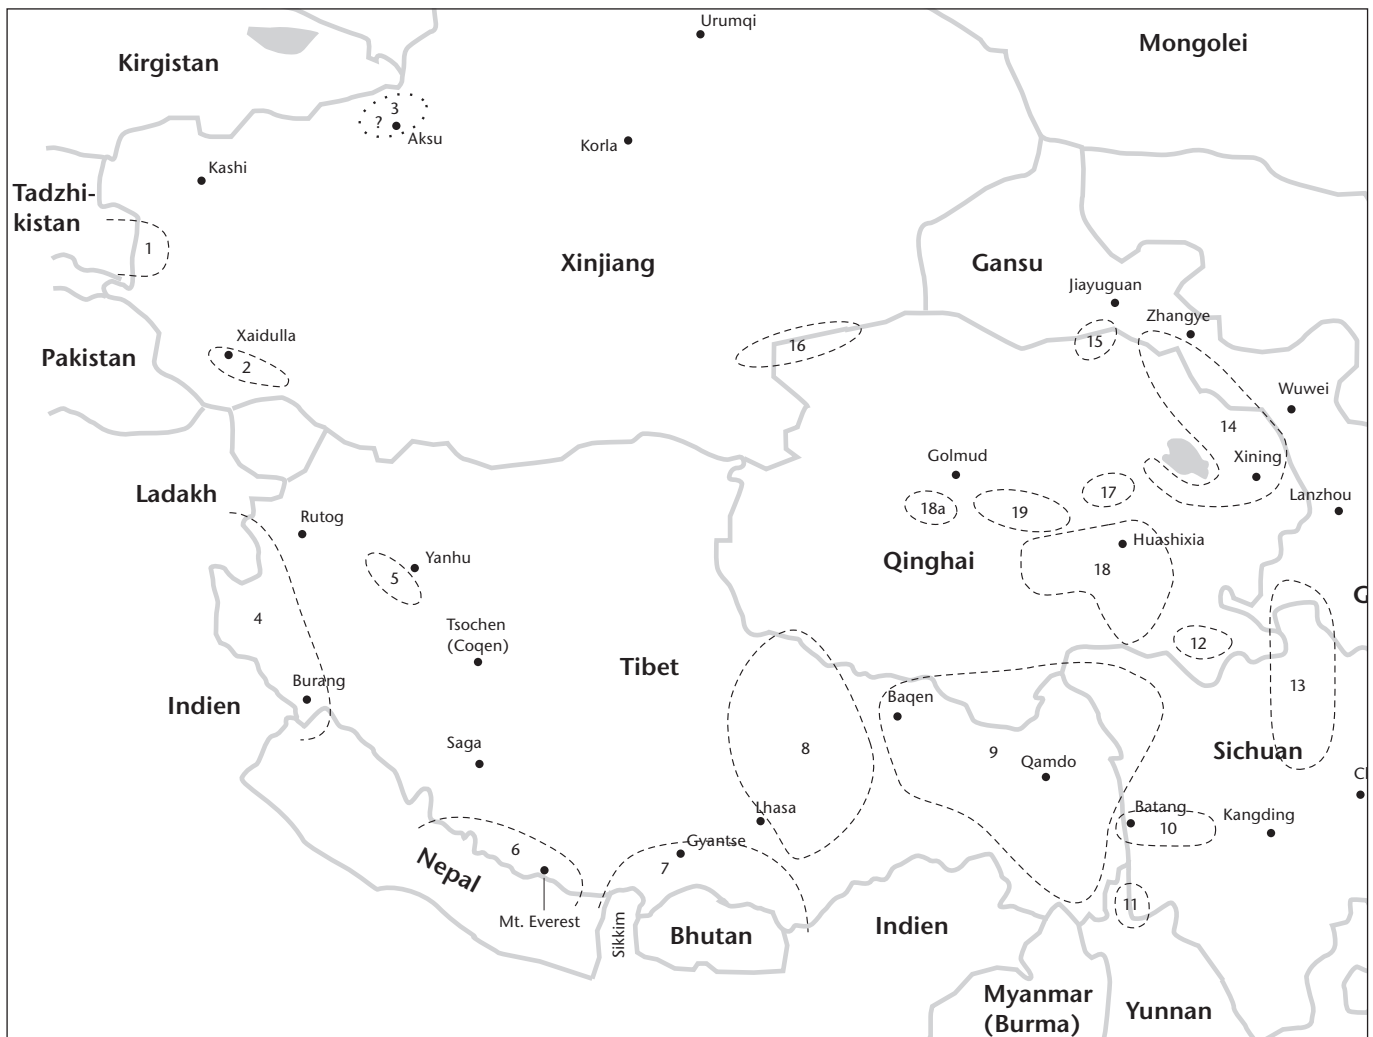 Urumqi
Mongolei
Kirgistan
3
?
Aksu
Korla
Kashi
Tadzhi-
kistan
1
Xinjiang
Gansu
Jiayuguan
Zhangye
Xaidulla
2
Pakistan
16
15
Wuwei
14
Ladakh
Golmud
Xining
17
Lanzhou
18a
19
Rutog
Huashixia
Yanhu
5
Qinghai
18
G
4
Tsochen
(Coqen)
12
Tibet
Burang
13
Indien
Baqen
Saga
8
9
Qamdo
Sichuan
Cl
Lhasa
Batang
10
Kangding
6
Gyantse
7
Nepal
11
Mt. Everest
Sikkim
Bhutan
Indien
Myanmar
(Burma)
Yunnan